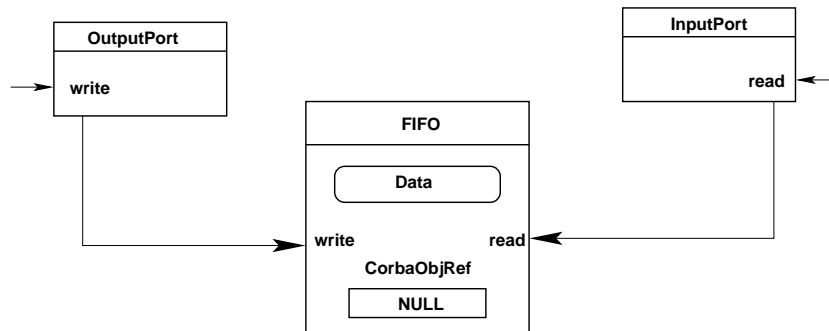 OutputPort
write
InputPort
read
FIFO
Data
write
read
CorbaObjRef
NULL